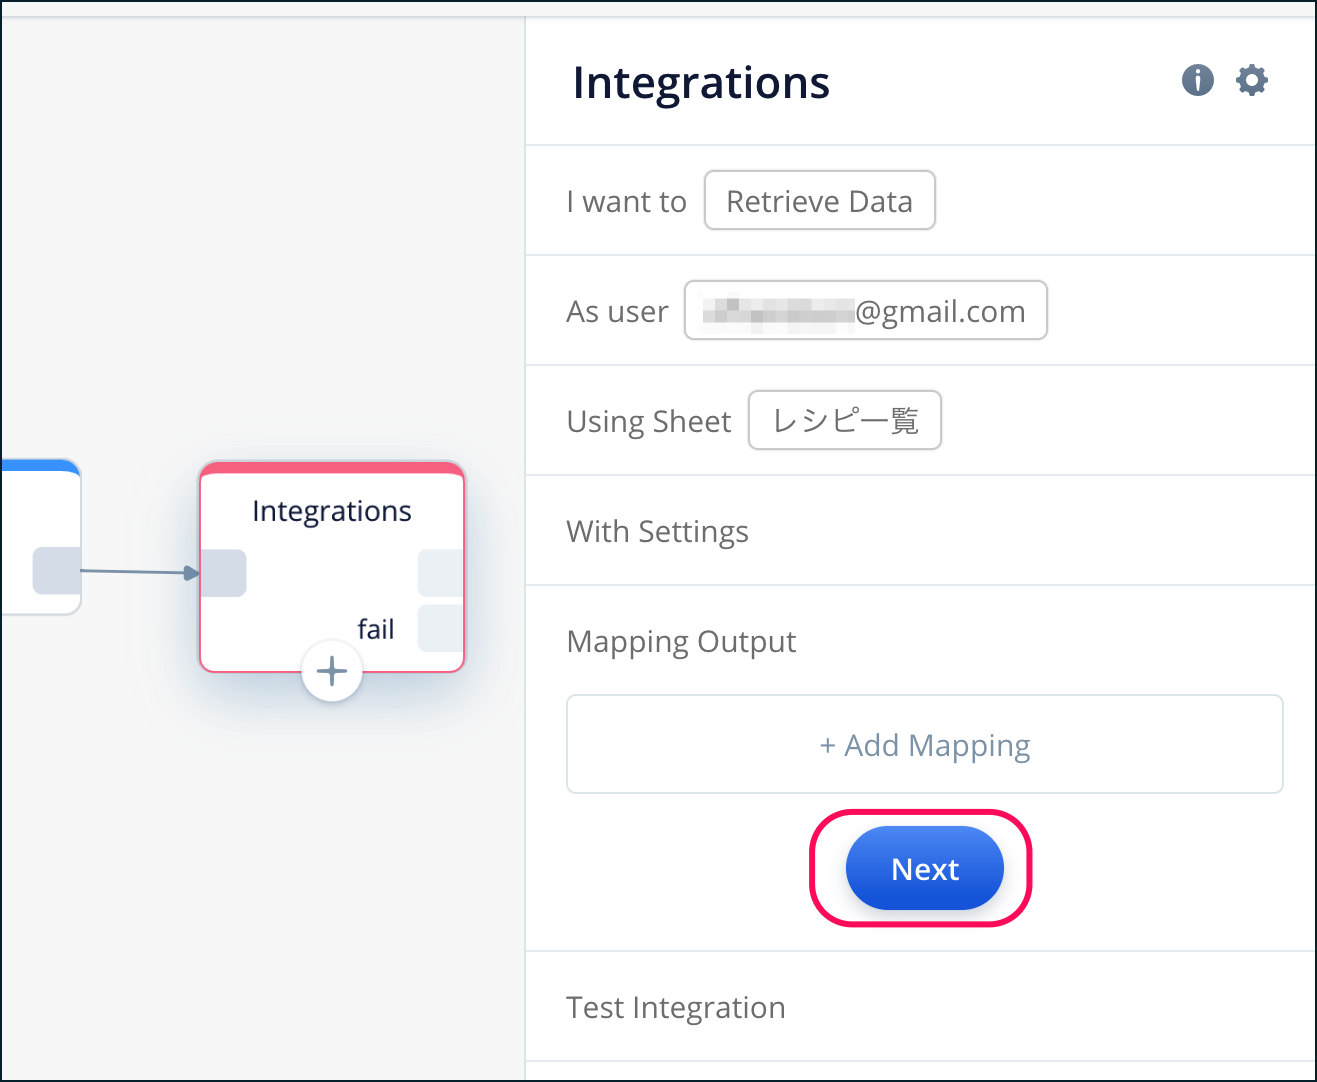 Integrations
I want to Retrieve Data
As user @gmail.com
Using Sheet レシピ一覧
With Settings
Mapping Output
+ Add Mapping
Next
Test Integration
Integrations
fail